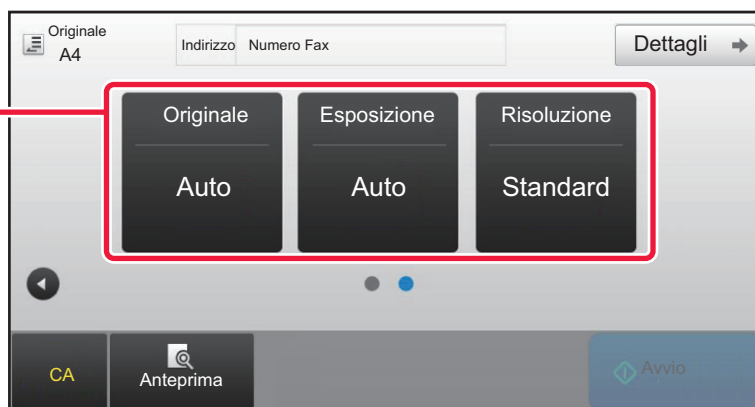 Originale
A4
Indirizzo Numero Fax
Dettagli
Originale Esposizione Risoluzione
Auto Auto Standard
CA
Anteprima
Avvio